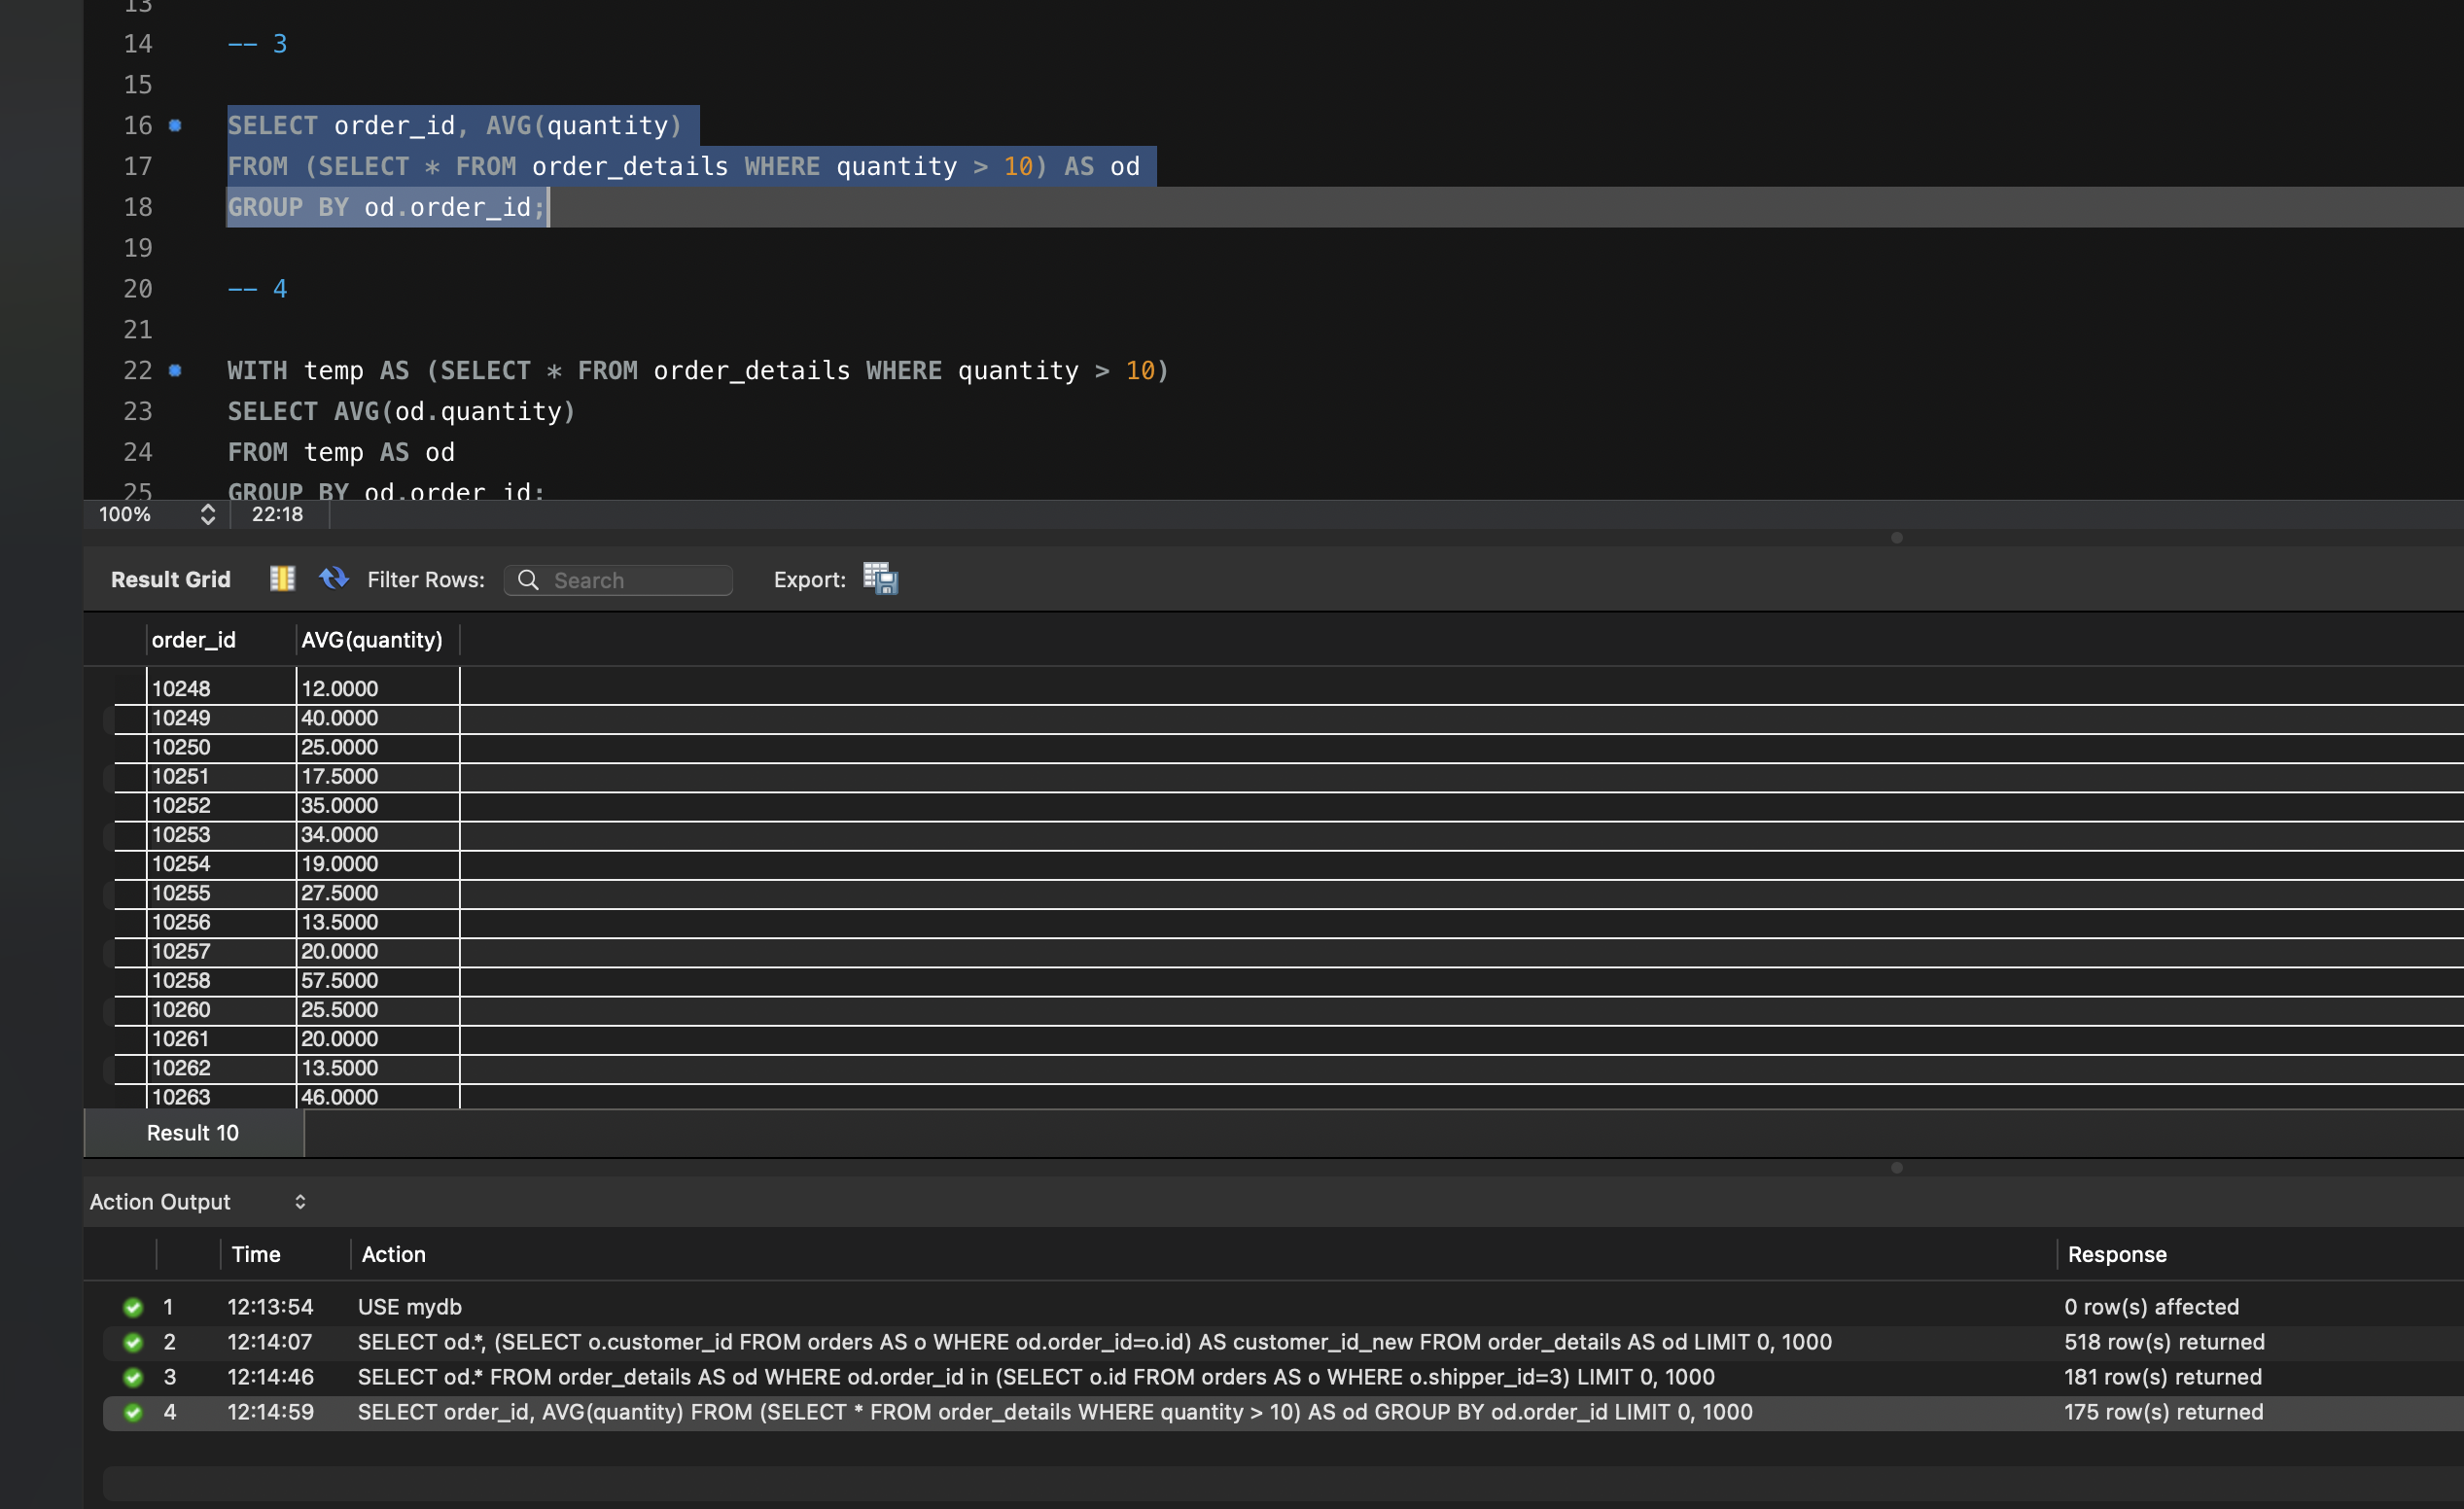 13
14 -- 3
15
16 SELECT order_id, AVG(quantity)
17 FROM (SELECT * FROM order_details WHERE quantity > 10) AS od
18 GROUP BY od.order_id;
19
20 -- 4
21
22 WITH temp AS (SELECT * FROM order_details WHERE quantity > 10)
23 SELECT AVG(od.quantity)
24 FROM temp AS od
25 GROUP BY od.order_id;
100% 22:18
Result Grid Filter Rows: Search Export:
order_id AVG(quantity)
10248 12.0000
10249 40.0000
10250 25.0000
10251 17.5000
10252 35.0000
10253 34.0000
10254 19.0000
10255 27.5000
10256 13.5000
10257 20.0000
10258 57.5000
10260 25.5000
10261 20.0000
10262 13.5000
10263 46.0000
Result 10
Action Output
Time Action Response
1 12:13:54 USE mydb 0 row(s) affected
2 12:14:07 SELECT od.*, (SELECT o.customer_id FROM orders AS o WHERE od.order_id=o.id) AS customer_id_new FROM order_details AS od LIMIT 0, 1000 518 row(s) returned
3 12:14:46 SELECT od.* FROM order_details AS od WHERE od.order_id in (SELECT o.id FROM orders AS o WHERE o.shipper_id=3) LIMIT 0, 1000 181 row(s) returned
4 12:14:59 SELECT order_id, AVG(quantity) FROM (SELECT * FROM order_details WHERE quantity > 10) AS od GROUP BY od.order_id LIMIT 0, 1000 175 row(s) returned